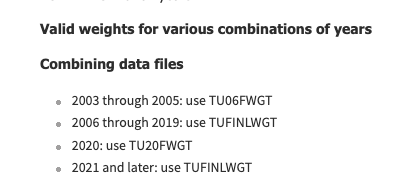 Valid weights for various combinations of years
Combining data files
2003 through 2005: use TU06FWGT
2006 through 2019: use TUFINLWGT
2020: use TU20FWGT
2021 and later: use TUFINLWGT